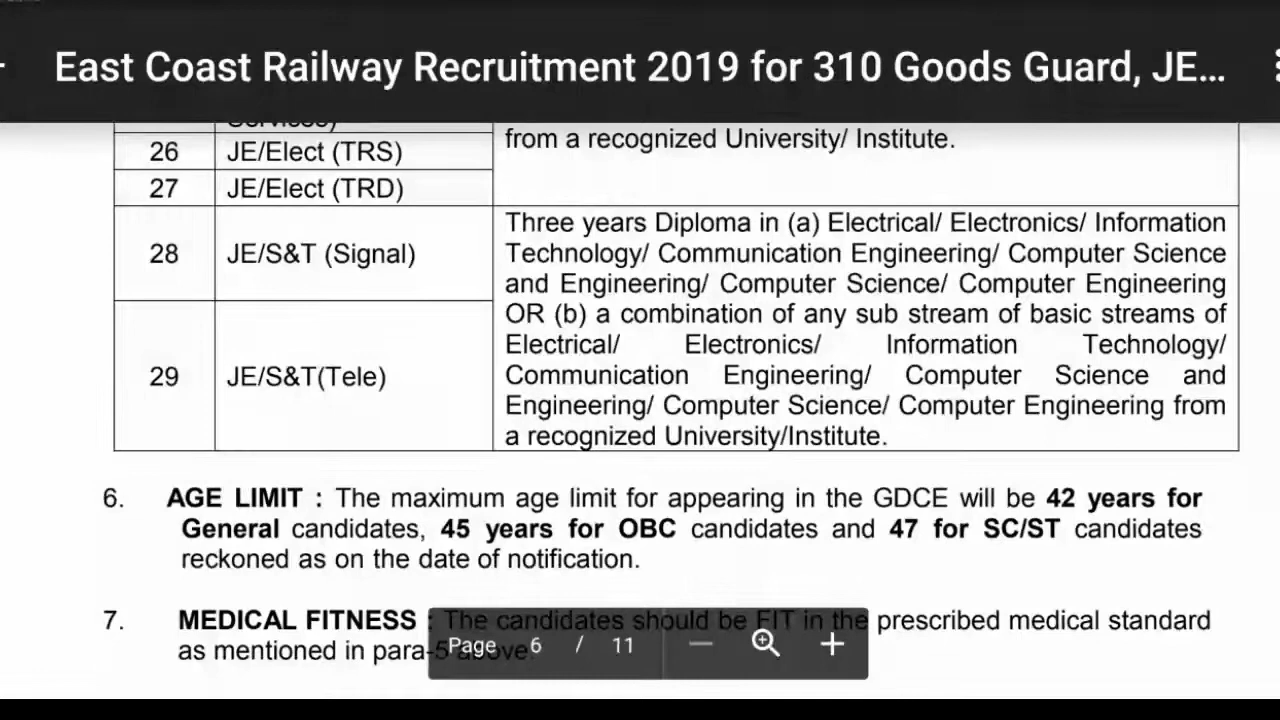 East Coast Railway Recruitment 2019 for 310 Goods Guard, JE...
Services)
from a recognized University/ Institute.
26 JE/Elect (TRS)
27 JE/Elect (TRD)
Three years Diploma in (a) Electrical/ Electronics/ Information
28 JE/S&T (Signal) Technology/ Communication Engineering/ Computer Science
and Engineering/ Computer Science/ Computer Engineering
OR (b) a combination of any sub stream of basic streams of
Electrical/ Electronics/ Information Technology/
29 JE/S&T(Tele) Communication Engineering/ Computer Science and
Engineering/ Computer Science/ Computer Engineering from
a recognized University/Institute.
6. AGE LIMIT : The maximum age limit for appearing in the GDCE will be 42 years for
General candidates, 45 years for OBC candidates and 47 for SC/ST candidates
reckoned as on the date of notification.
7. MEDICAL FITNESS : The candidates should be FIT in the prescribed medical standard
as mentioned in para-5 above.
Page 6 / 11